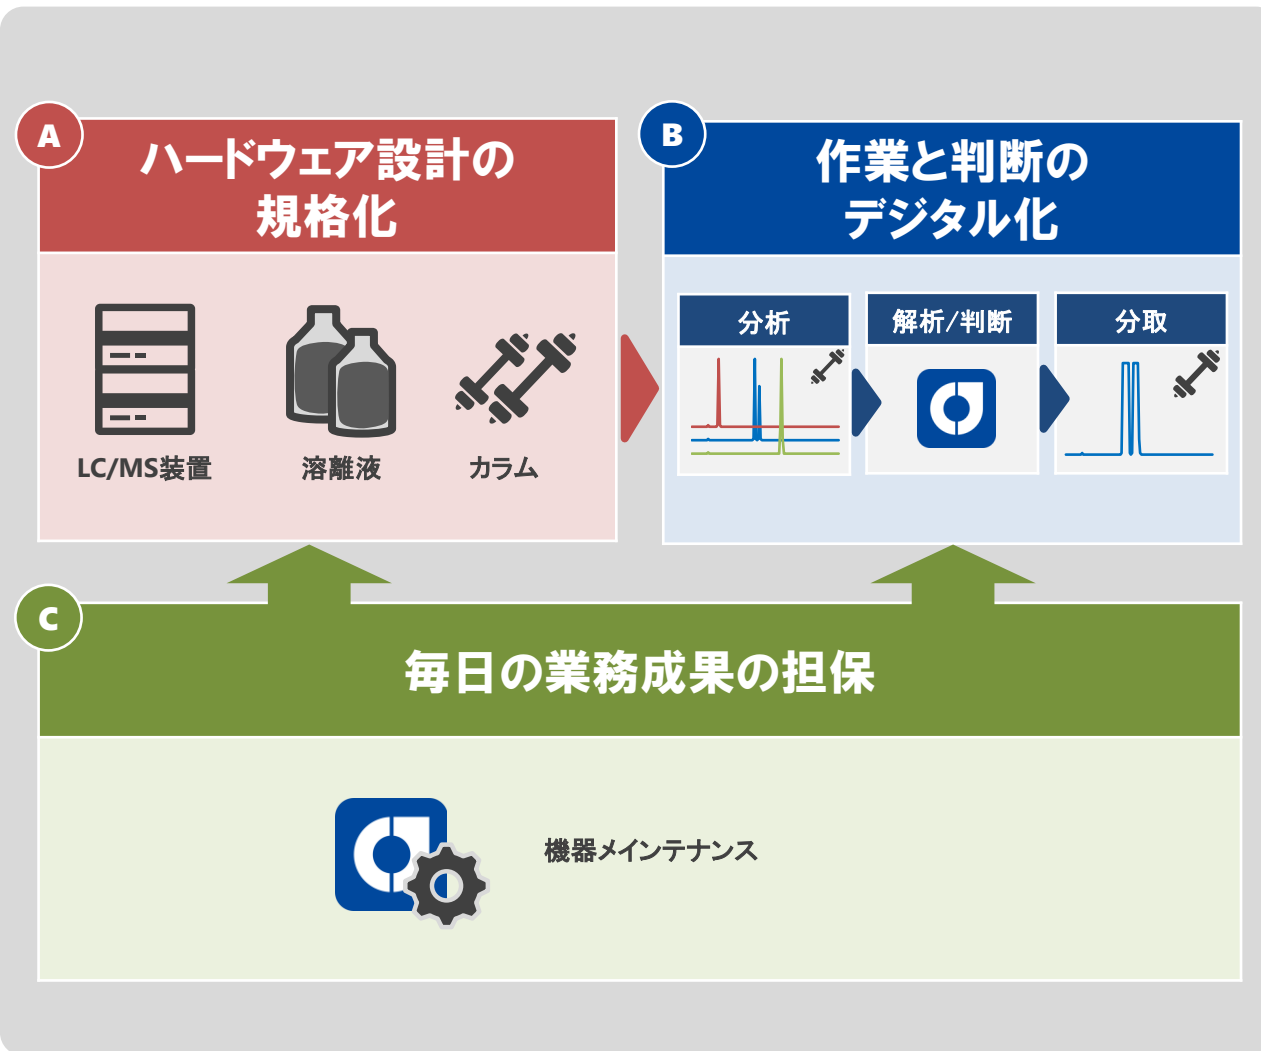 A
ハードウェア設計の
規格化
LC/MS装置
溶離液
カラム
B
作業と判断の
デジタル化
分析
解析/判断
分取
C
毎日の業務成果の担保
機器メインテナンス